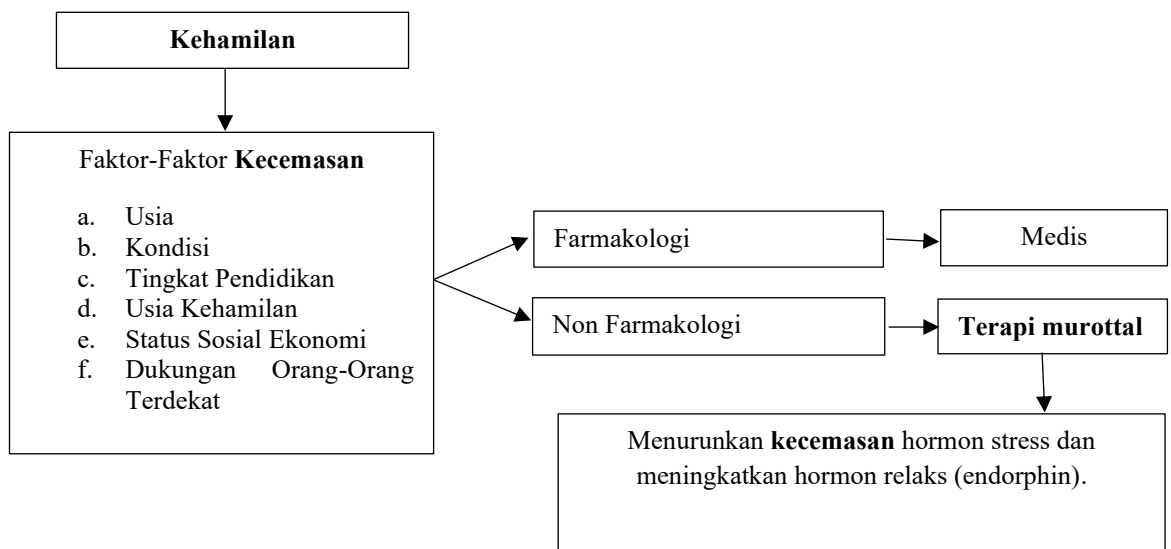 Kehamilan
Faktor-Faktor Kecemasan
a. Usia
b. Kondisi
c. Tingkat Pendidikan
d. Usia Kehamilan
e. Status Sosial Ekonomi
f. Dukungan Orang-Orang
Terdekat
Farmakologi
Medis
Non Farmakologi
Terapi murottal
Menurunkan kecemasan hormon stress dan
meningkatkan hormon relaks (endorphin).